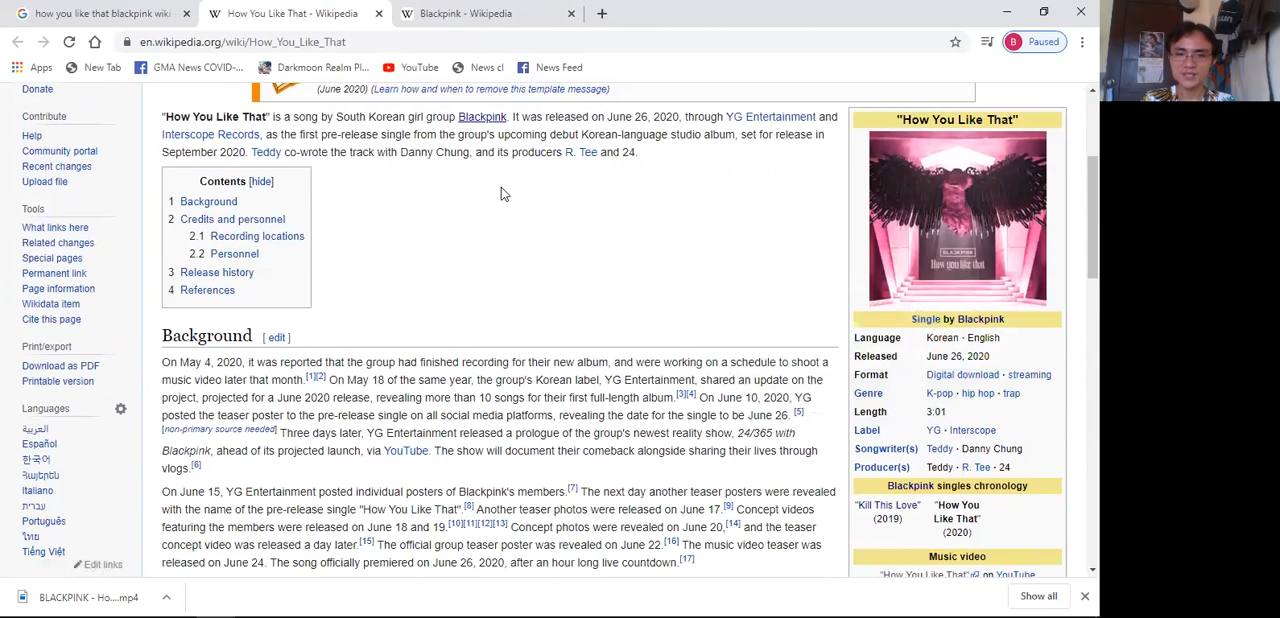 how you like that blackpink wiki
How You Like That - Wikipedia
Blackpink - Wikipedia
en.wikipedia.org/wiki/How_You_Like_That
B Paused
Apps
New Tab
GMA News COVID-...
Darkmoon Realm Pl...
YouTube
News Feed
Donate
Contribute
Help
Community portal
Recent changes
Upload file
Tools
What links here
Related changes
Special pages
Permanent link
Page information
Wikidata item
Cite this page
Print/export
Download as PDF
Printable version
Languages
العربية
Español
한국어
Հայերեն
Italiano
עברית
Português
ไทย
Tiếng Việt
Edit links
(June 2020) (Learn how and when to remove this template message)
"How You Like That" is a song by South Korean girl group Blackpink. It was released on June 26, 2020, through YG Entertainment and
Interscope Records, as the first pre-release single from the group's upcoming debut Korean-language studio album, set for release in
September 2020. Teddy co-wrote the track with Danny Chung, and its producers R. Tee and 24.
Contents [hide]
1 Background
2 Credits and personnel
2.1 Recording locations
2.2 Personnel
3 Release history
4 References
Background [ edit ]
On May 4, 2020, it was reported that the group had finished recording for their new album, and were working on a schedule to shoot a
music video later that month.[1][2] On May 18 of the same year, the group's Korean label, YG Entertainment, shared an update on the
project, projected for a June 2020 release, revealing more than 10 songs for their first full-length album.[3][4] On June 10, 2020, YG
posted the teaser poster to the pre-release single on all social media platforms, revealing the date for the single to be June 26. [5]
[non-primary source needed] Three days later, YG Entertainment released a prologue of the group's newest reality show, 24/365 with
Blackpink, ahead of its projected launch, via YouTube. The show will document their comeback alongside sharing their lives through
vlogs.[6]
On June 15, YG Entertainment posted individual posters of Blackpink's members.[7] The next day another teaser posters were revealed
with the name of the pre-release single "How You Like That".[8] Another teaser photos were released on June 17.[9] Concept videos
featuring the members were released on June 18 and 19.[10][11][12][13] Concept photos were revealed on June 20,[14] and the teaser
concept video was released a day later.[15] The official group teaser poster was revealed on June 22.[16] The music video teaser was
released on June 24. The song officially premiered on June 26, 2020, after an hour long live countdown.[17]
"How You Like That"
BLACKPINK
How you like that
Single by Blackpink
Language Korean · English
Released June 26, 2020
Format Digital download · streaming
Genre K-pop · hip hop · trap
Length 3:01
Label YG · Interscope
Songwriter(s) Teddy · Danny Chung
Producer(s) Teddy · R. Tee · 24
Blackpink singles chronology
"Kill This Love" "How You
(2019) Like That"
(2020)
Music video
"How You Like That" on YouTube
BLACKPINK - Ho....mp4
Show all